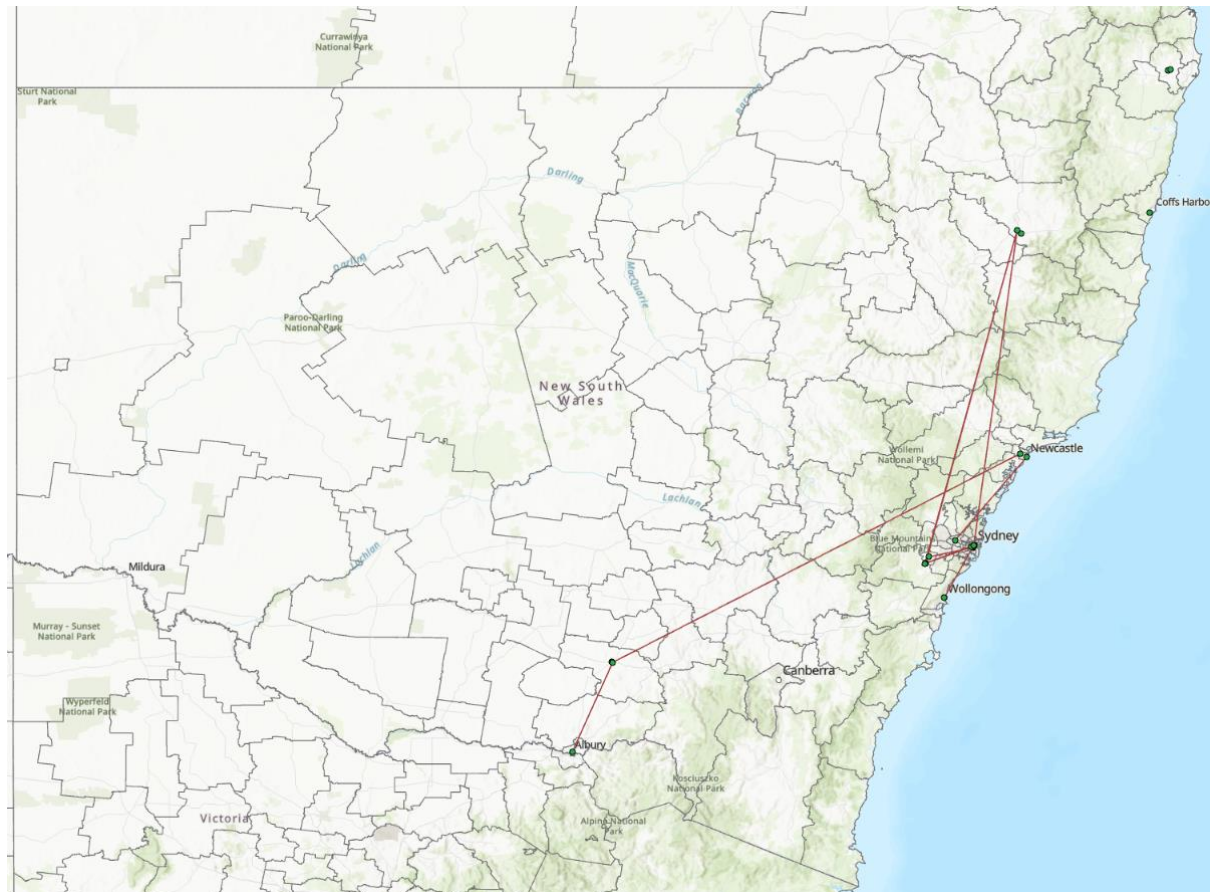 Currawinya
National Park
Sturt National
Park
Barwon
Darling
Coffs Harbo
Darling
MacQuarie
Paroo-Darling
National Park
New South
Wales
Wollemi
National Park
Newcastle
Lachlan
Blue Mountains
National Park
Sydney
Lachlan
Mildura
Wollongong
Murray - Sunset
National Park
Canberra
Wyperfeld
National Park
Albury
Kosciuszko
National Park
Victoria
Alpine National
Park